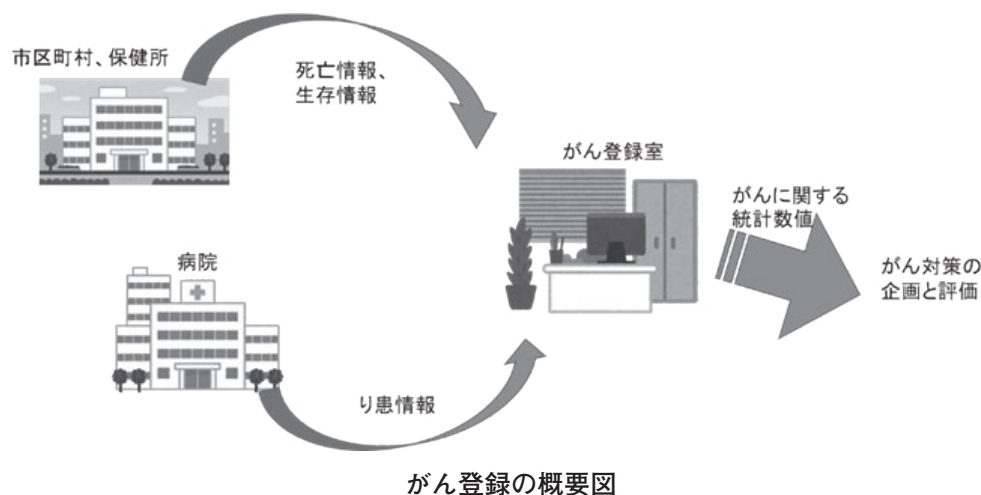 市区町村、保健所
死亡情報、
生存情報
がん登録室
がんに関する
統計数値
がん対策の
企画と評価
病院
り患情報
がん登録の概要図